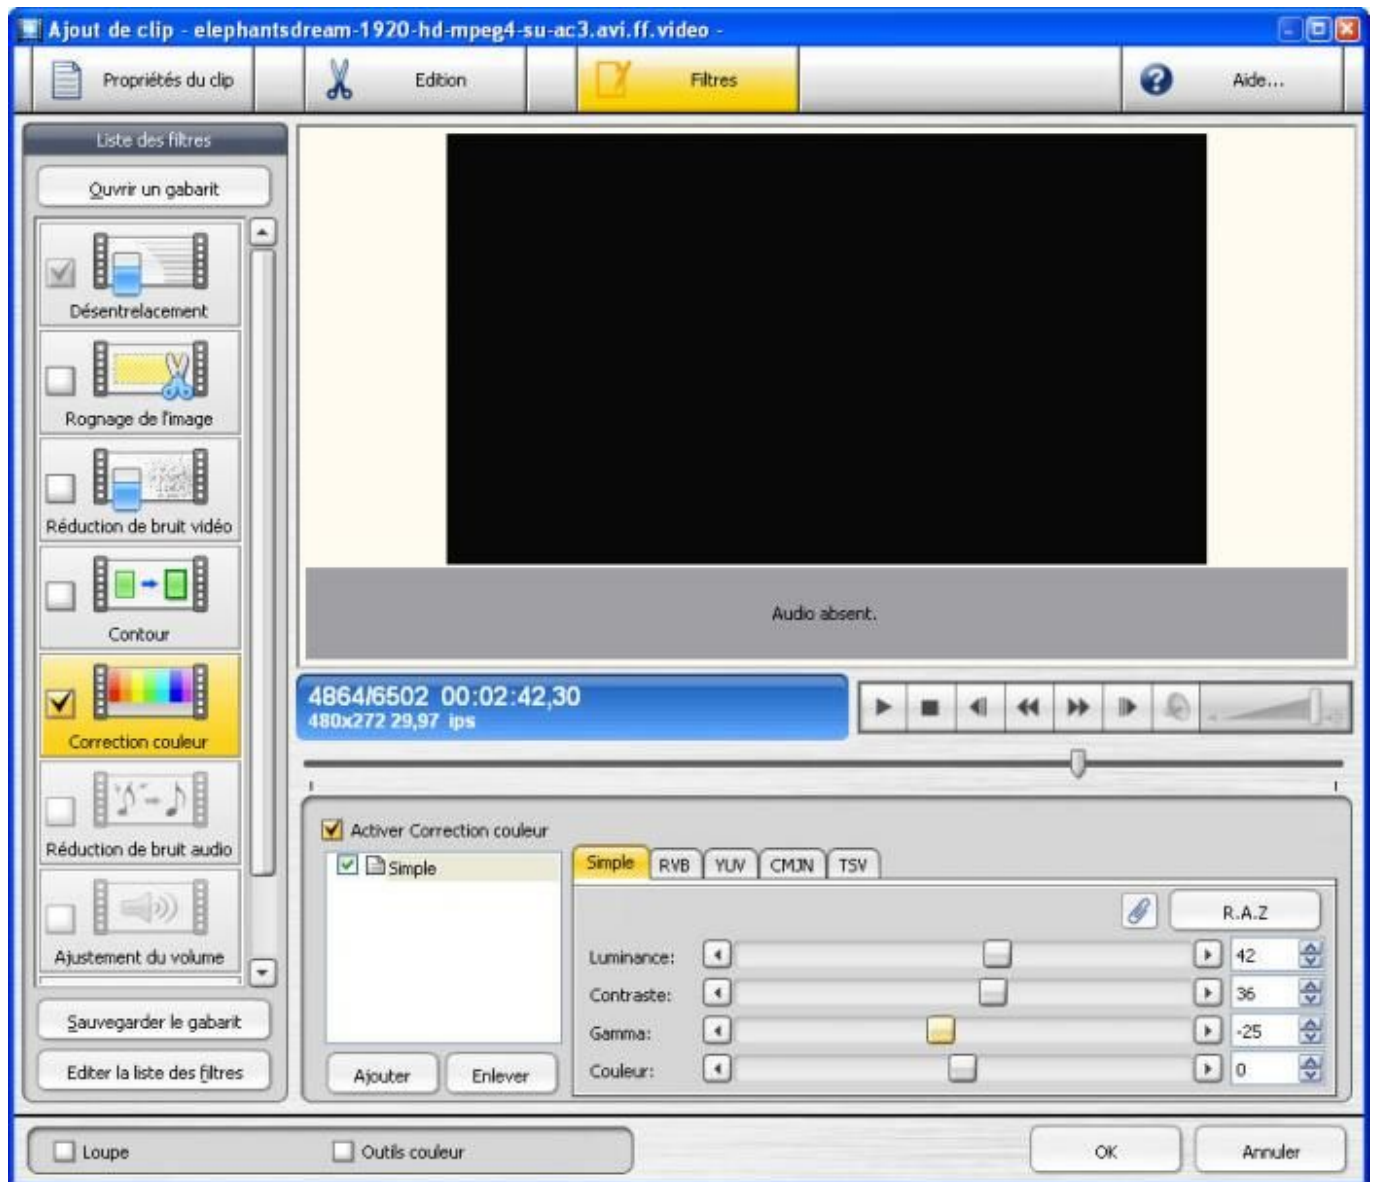 Ajout de clip - elephantsdream-1920-hd-mpeg4-su-ac3.avi.ff.video -
Propriétés du clip
Edition
Filtres
Aide...
Liste des filtres
Ouvrir un gabarit
Désentrelacement
Rognage de l'image
Réduction de bruit vidéo
Contour
Correction couleur
Réduction de bruit audio
Ajustement du volume
Sauvegarder le gabarit
Editer la liste des filtres
Audio absent.
4864/6502 00:02:42,30
480x272 29,97 ips
Activer Correction couleur
Simple
Ajouter
Enlever
Simple RVB YUV CMJN TSV
R.A.Z
Luminance: 42
Contraste: 36
Gamma: -25
Couleur: 0
Loupe
Outils couleur
OK
Annuler